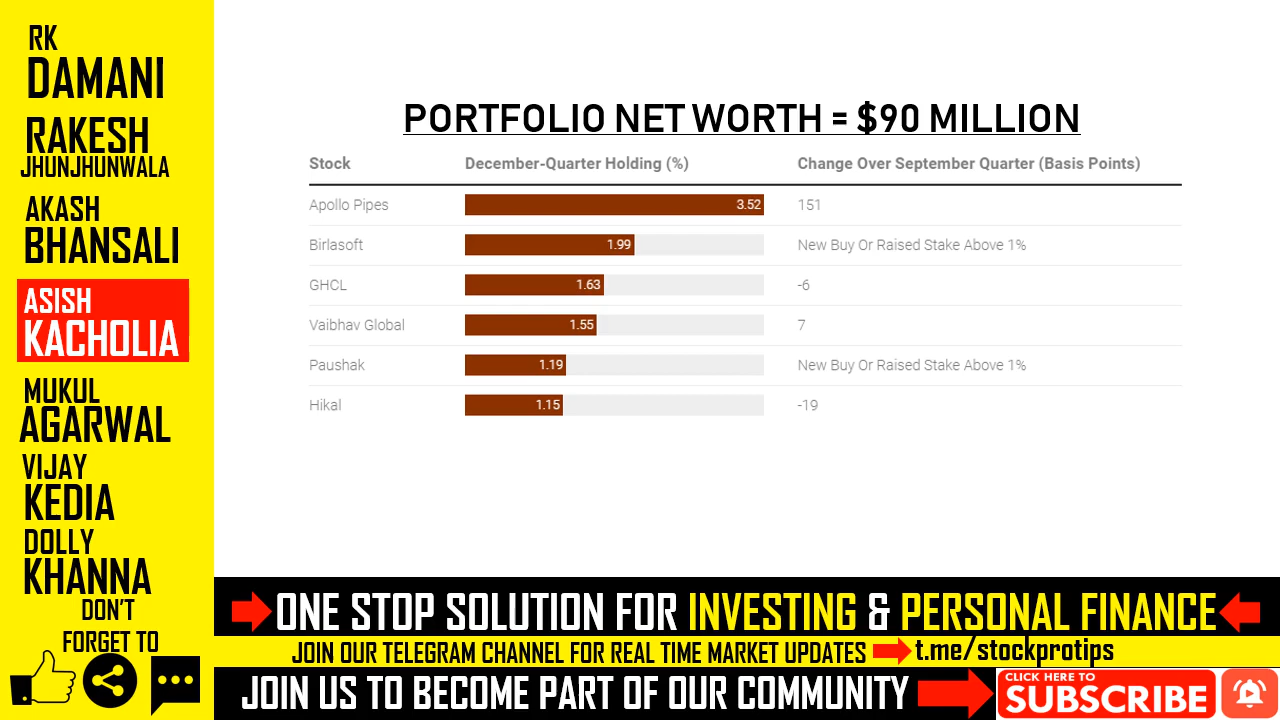 RK
DAMANI
RAKESH
JHUNJHUNWALA
AKASH
BHANSALI
ASISH
KACHOLIA
MUKUL
AGARWAL
VIJAY
KEDIA
DOLLY
KHANNA
DON'T
FORGET TO
PORTFOLIO NET WORTH = $90 MILLION
Stock December-Quarter Holding (%) Change Over September Quarter (Basis Points)
Apollo Pipes 3.52 151
Birlasoft 1.99 New Buy Or Raised Stake Above 1%
GHCL 1.63 -6
Vaibhav Global 1.55 7
Paushak 1.19 New Buy Or Raised Stake Above 1%
Hikal 1.15 -19
ONE STOP SOLUTION FOR INVESTING & PERSONAL FINANCE
JOIN OUR TELEGRAM CHANNEL FOR REAL TIME MARKET UPDATES t.me/stockprotips
JOIN US TO BECOME PART OF OUR COMMUNITY
CLICK HERE TO
SUBSCRIBE